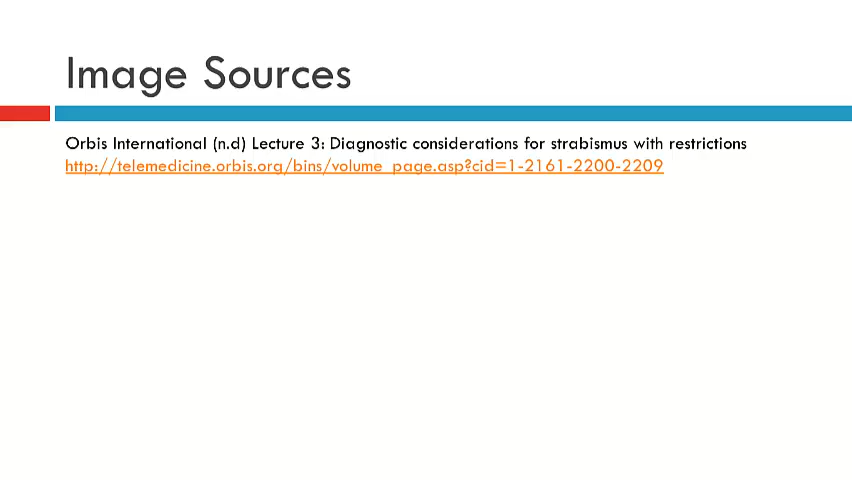 Image Sources
Orbis International (n.d) Lecture 3: Diagnostic considerations for strabismus with restrictions
http://telemedicine.orbis.org/bins/volume_page.asp?cid=1-2161-2200-2209